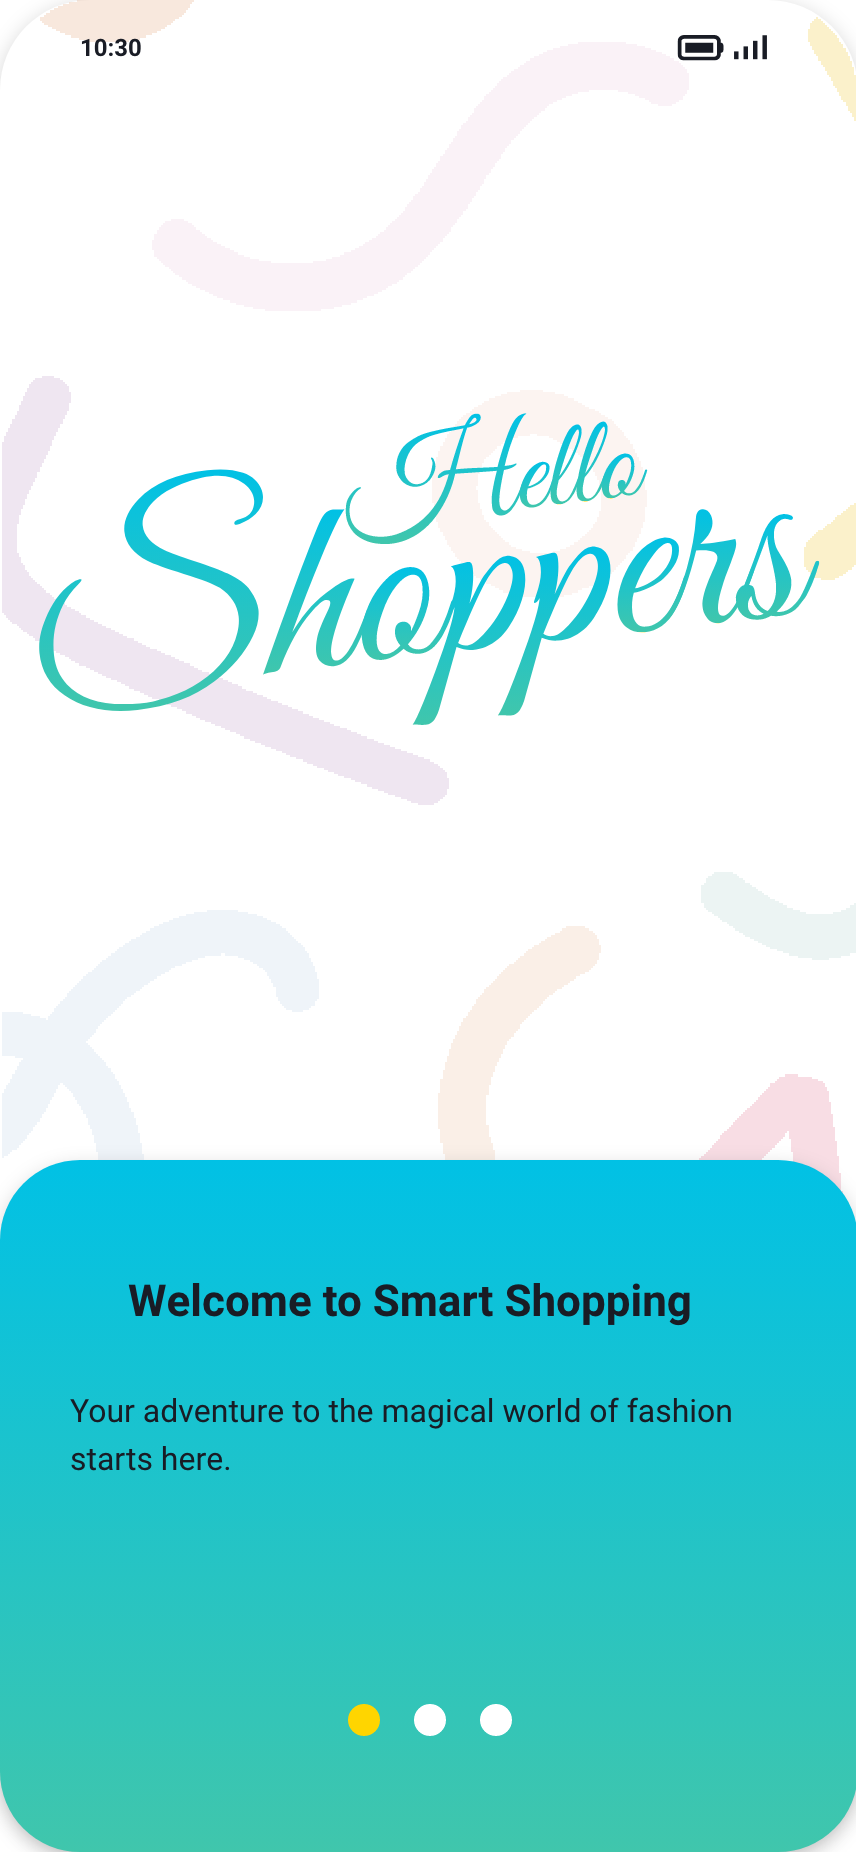 10:30
Hello
Shoppers
Welcome to Smart Shopping
Your adventure to the magical world of fashion
starts here.